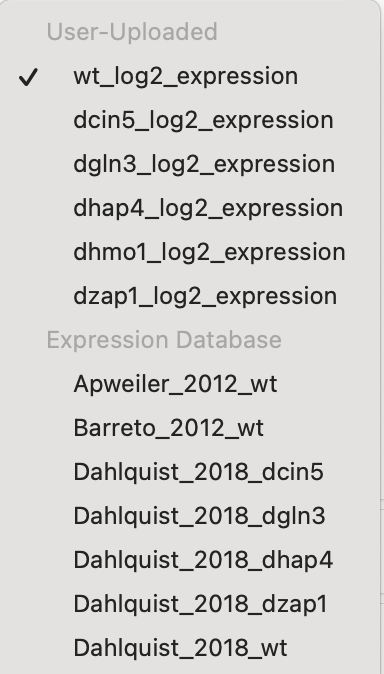 User-Uploaded
wt_log2_expression
dcin5_log2_expression
dgln3_log2_expression
dhap4_log2_expression
dhmo1_log2_expression
dzap1_log2_expression
Expression Database
Apweiler_2012_wt
Barreto_2012_wt
Dahlquist_2018_dcin5
Dahlquist_2018_dgln3
Dahlquist_2018_dhap4
Dahlquist_2018_dzap1
Dahlquist_2018_wt